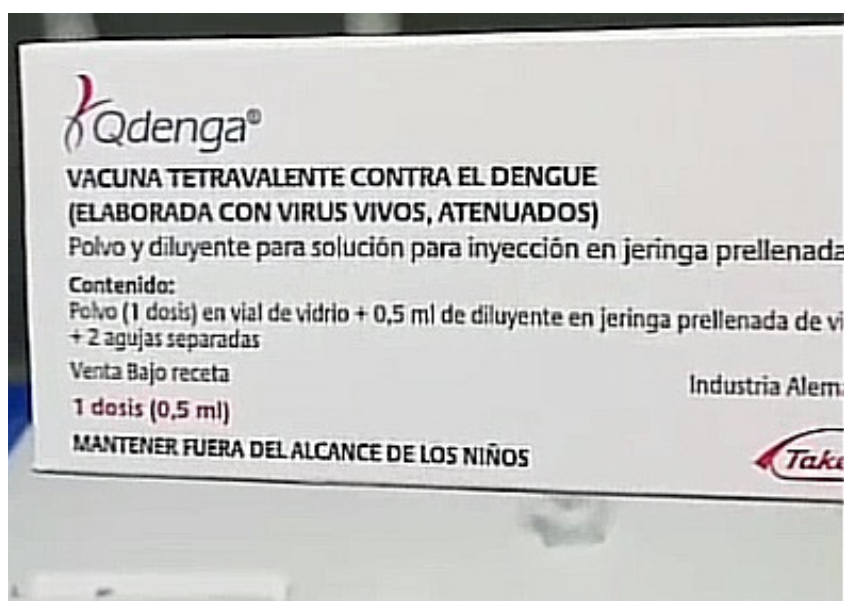 Qdenga®
VACUNA TETRAVALENTE CONTRA EL DENGUE
(ELABORADA CON VIRUS VIVOS, ATENUADOS)
Polvo y diluyente para solución para inyección en jeringa prellenada
Contenido:
Polvo (1 dosis) en vial de vidrio + 0,5 ml de diluyente en jeringa prellenada de
+ 2 agujas separadas
Venta Bajo receta
Industria
1 dosis (0,5 ml)
MANTENER FUERA DEL ALCANCE DE LOS NIÑOS